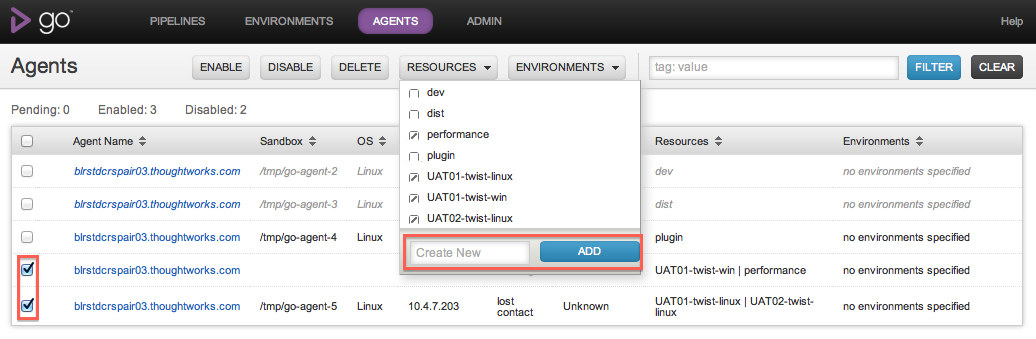 go™ PIPELINES ENVIRONMENTS AGENTS ADMIN Help
Agents ENABLE DISABLE DELETE RESOURCES ENVIRONMENTS tag: value FILTER CLEAR
dev
Pending: 0 Enabled: 3 Disabled: 2 dist
Agent Name Sandbox OS performance Resources Environments
plugin
blrstdcrspair03.thoughtworks.com /tmp/go-agent-2 Linux dev no environments specified
UAT01-twist-linux
UAT01-twist-win
blrstdcrspair03.thoughtworks.com /tmp/go-agent-3 Linux dist no environments specified
UAT02-twist-linux
blrstdcrspair03.thoughtworks.com /tmp/go-agent-4 Linux plugin no environments specified
Create New ADD
blrstdcrspair03.thoughtworks.com UAT01-twist-win | performance no environments specified
blrstdcrspair03.thoughtworks.com /tmp/go-agent-5 Linux 10.4.7.203 lost contact Unknown UAT01-twist-linux | UAT02-twist-linux no environments specified